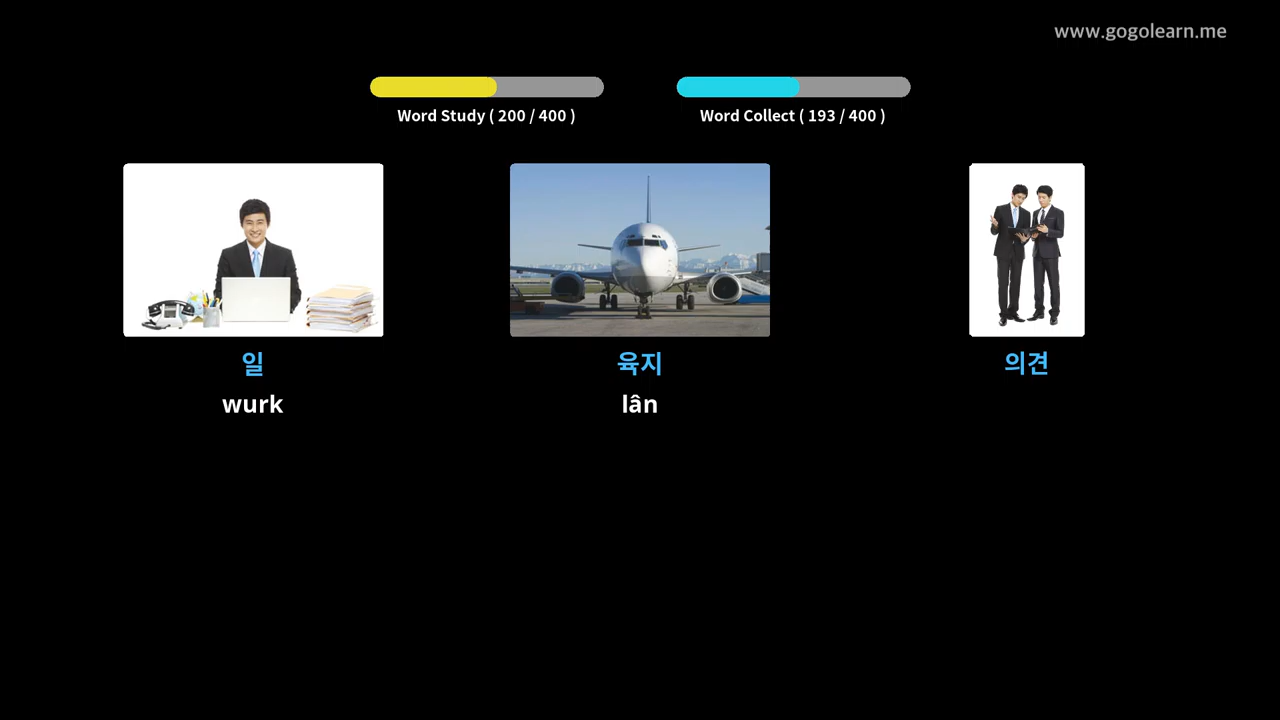 www.gogolearn.me
Word Study ( 200 / 400 )
Word Collect ( 193 / 400 )
일
육지
의견
wurk
lân